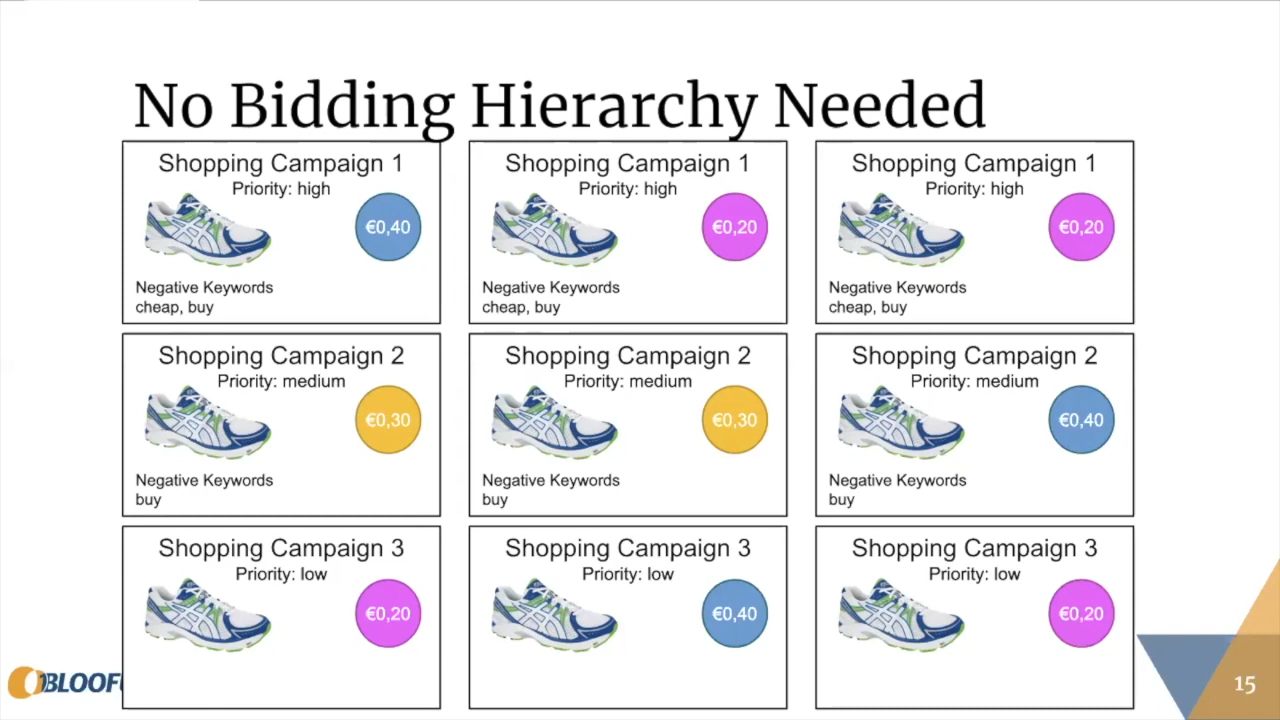 No Bidding Hierarchy Needed
Shopping Campaign 1
Priority: high
€0,40
Negative Keywords
cheap, buy
Shopping Campaign 1
Priority: high
€0,20
Negative Keywords
cheap, buy
Shopping Campaign 1
Priority: high
€0,20
Negative Keywords
cheap, buy
Shopping Campaign 2
Priority: medium
€0,30
Negative Keywords
buy
Shopping Campaign 2
Priority: medium
€0,30
Negative Keywords
buy
Shopping Campaign 2
Priority: medium
€0,40
Negative Keywords
buy
Shopping Campaign 3
Priority: low
€0,20
Shopping Campaign 3
Priority: low
€0,40
Shopping Campaign 3
Priority: low
€0,20
15